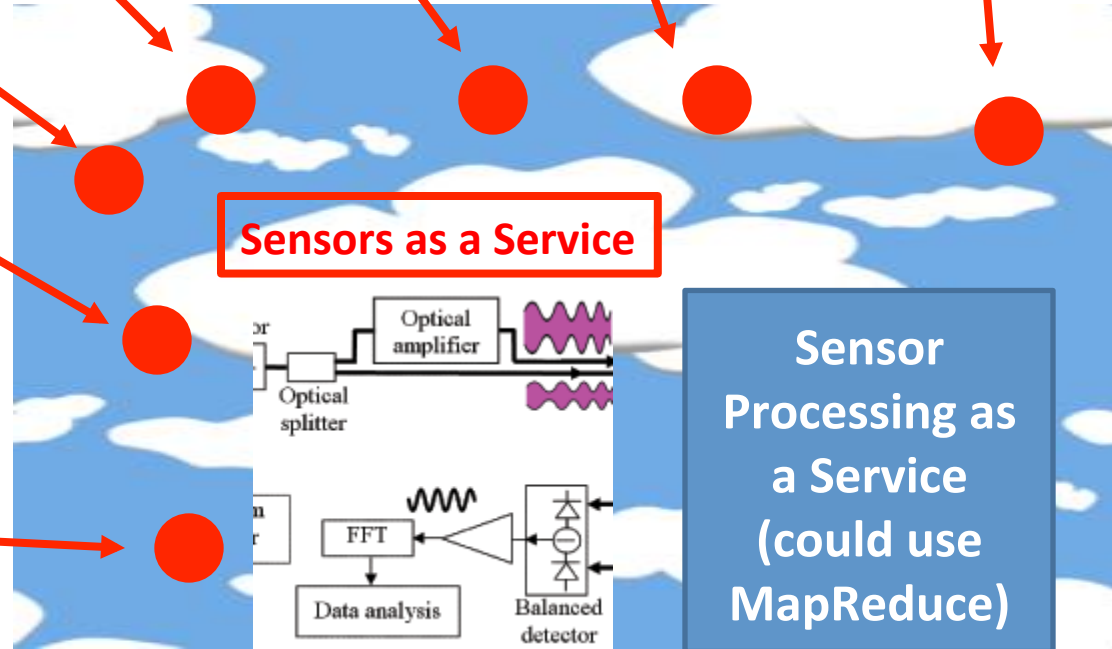 Sensors as a Service
Optical
amplifier
Optical
splitter
FFT
Data analysis
Balanced
detector
Sensor
Processing as
a Service
(could use
MapReduce)